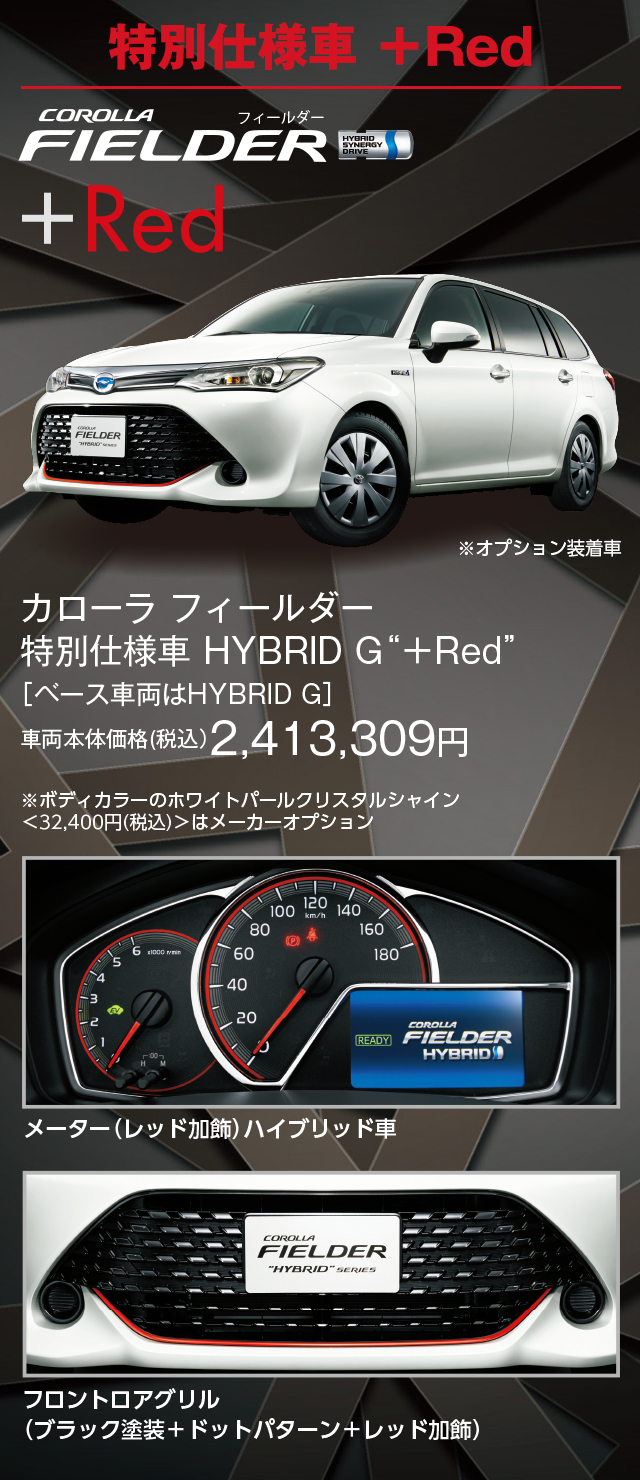 特別仕様車 ＋Red
COROLLA
フィールダー
FIELDER
HYBRID
SYNERGY
DRIVE
＋Red
COROLLA
FIELDER
"HYBRID" SERIES
※オプション装着車
カローラ フィールダー
特別仕様車 HYBRID G“＋Red”
［ベース車両はHYBRID G］
車両本体価格(税込) 2,413,309円
※ボディカラーのホワイトパールクリスタルシャイン
＜32,400円(税込)＞はメーカーオプション
1 2 3 4 5 6 x1000 r/min
H :00 M
0 20 40 60 80 100 120 140 160 180
km/h
READY
COROLLA
FIELDER
HYBRID
メーター（レッド加飾）ハイブリッド車
COROLLA
FIELDER
"HYBRID" SERIES
フロントロアグリル
（ブラック塗装＋ドットパターン＋レッド加飾）